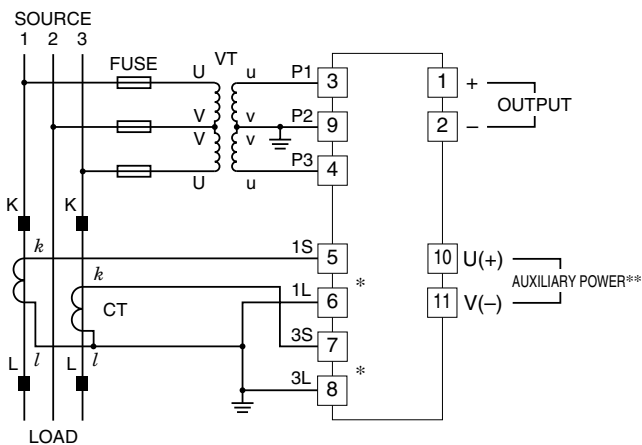 SOURCE
1 2 3
FUSE VT
U u P1 3 1 +
OUTPUT
V v P2 9 2 –
V v
U u P3 4
K K
k 1S 5 10 U(+)
AUXILIARY POWER**
*
k 1L 6 11 V(–)
CT
3S 7
L l L l *
3L 8
LOAD